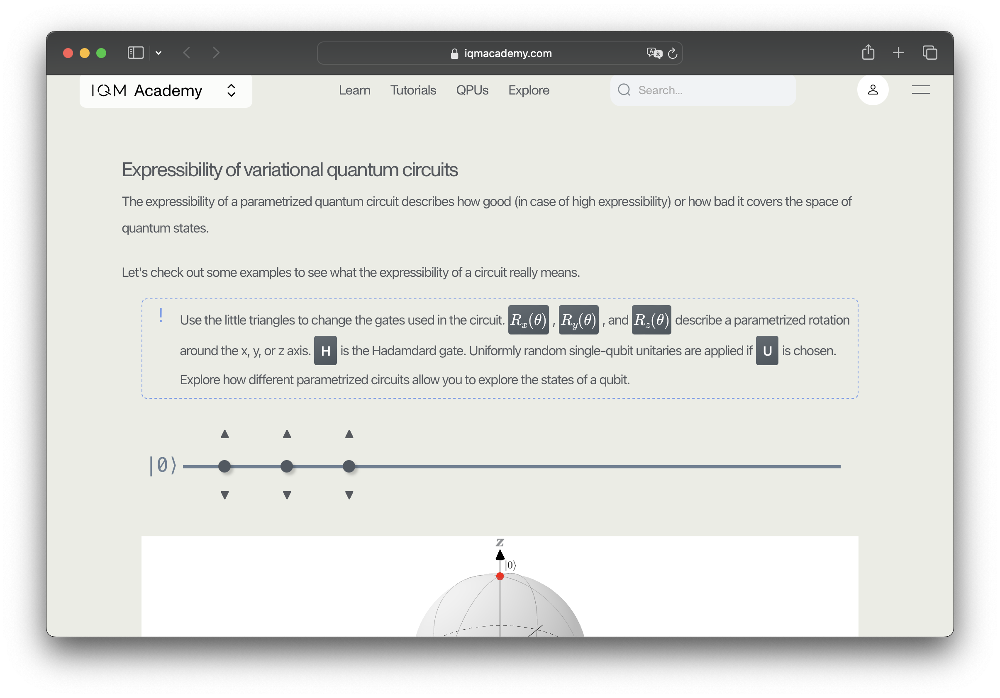 iqmacademy.com
IQM Academy
Learn Tutorials QPUs Explore
Search...
Expressibility of variational quantum circuits
The expressibility of a parametrized quantum circuit describes how good (in case of high expressibility) or how bad it covers the space of
quantum states.
Let's check out some examples to see what the expressibility of a circuit really means.
! Use the little triangles to change the gates used in the circuit. Rₓ(θ) , R_y(θ) , and R_z(θ) describe a parametrized rotation
around the x, y, or z axis. H is the Hadamdard gate. Uniformly random single-qubit unitaries are applied if U is chosen.
Explore how different parametrized circuits allow you to explore the states of a qubit.
|0⟩
z
|0⟩